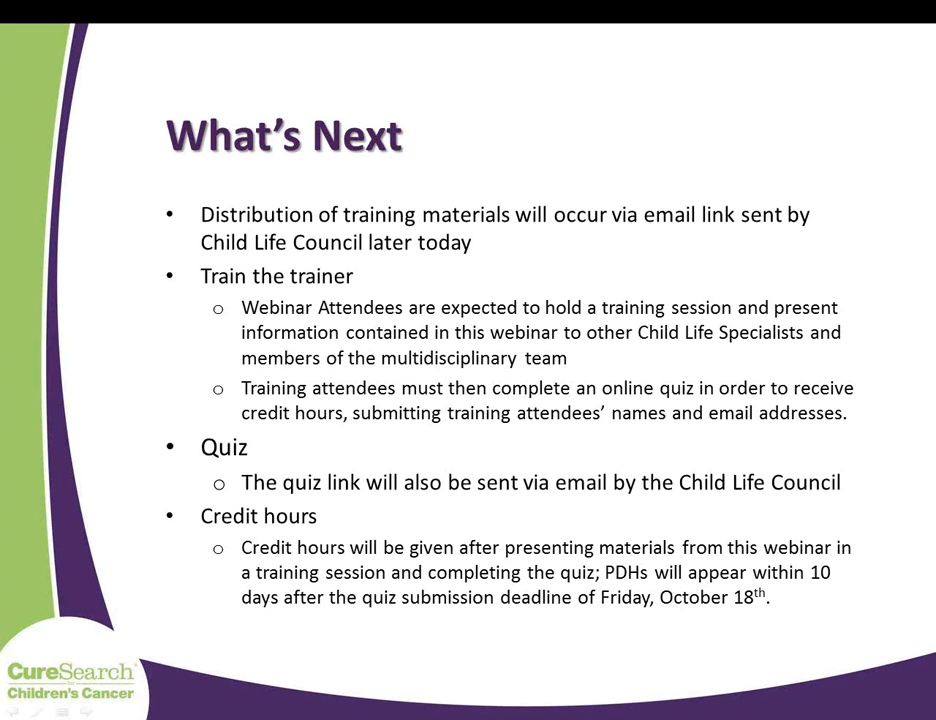 What's Next
• Distribution of training materials will occur via email link sent by
Child Life Council later today
• Train the trainer
o Webinar Attendees are expected to hold a training session and present
information contained in this webinar to other Child Life Specialists and
members of the multidisciplinary team
o Training attendees must then complete an online quiz in order to receive
credit hours, submitting training attendees' names and email addresses.
• Quiz
o The quiz link will also be sent via email by the Child Life Council
• Credit hours
o Credit hours will be given after presenting materials from this webinar in
a training session and completing the quiz; PDHs will appear within 10
days after the quiz submission deadline of Friday, October 18th.
CureSearch
Children's Cancer